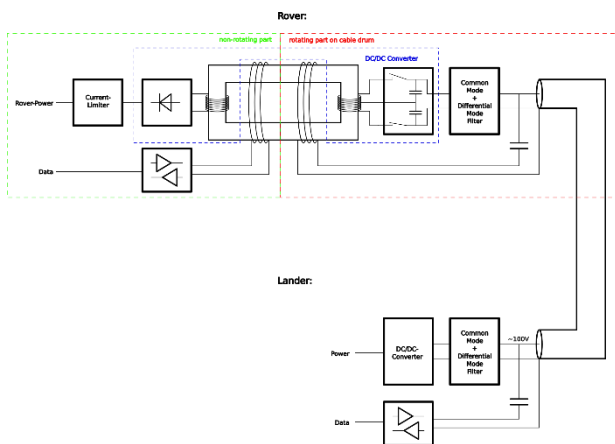 Rover:
non-rotating part
rotating part on cable drum
DC/DC Converter
Rover-Power
Current-
Limiter
Common
Mode
+
Differential
Mode
Filter
Data
Lander:
Power
DC/DC-
Converter
Common
Mode
+
Differential
Mode
Filter
~100V
Data